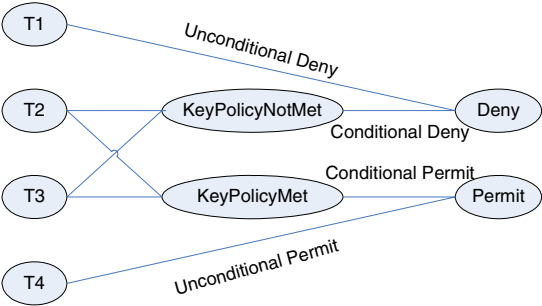 T1
Unconditional Deny
T2
KeyPolicyNotMet
Deny
Conditional Deny
Conditional Permit
T3
KeyPolicyMet
Permit
Unconditional Permit
T4